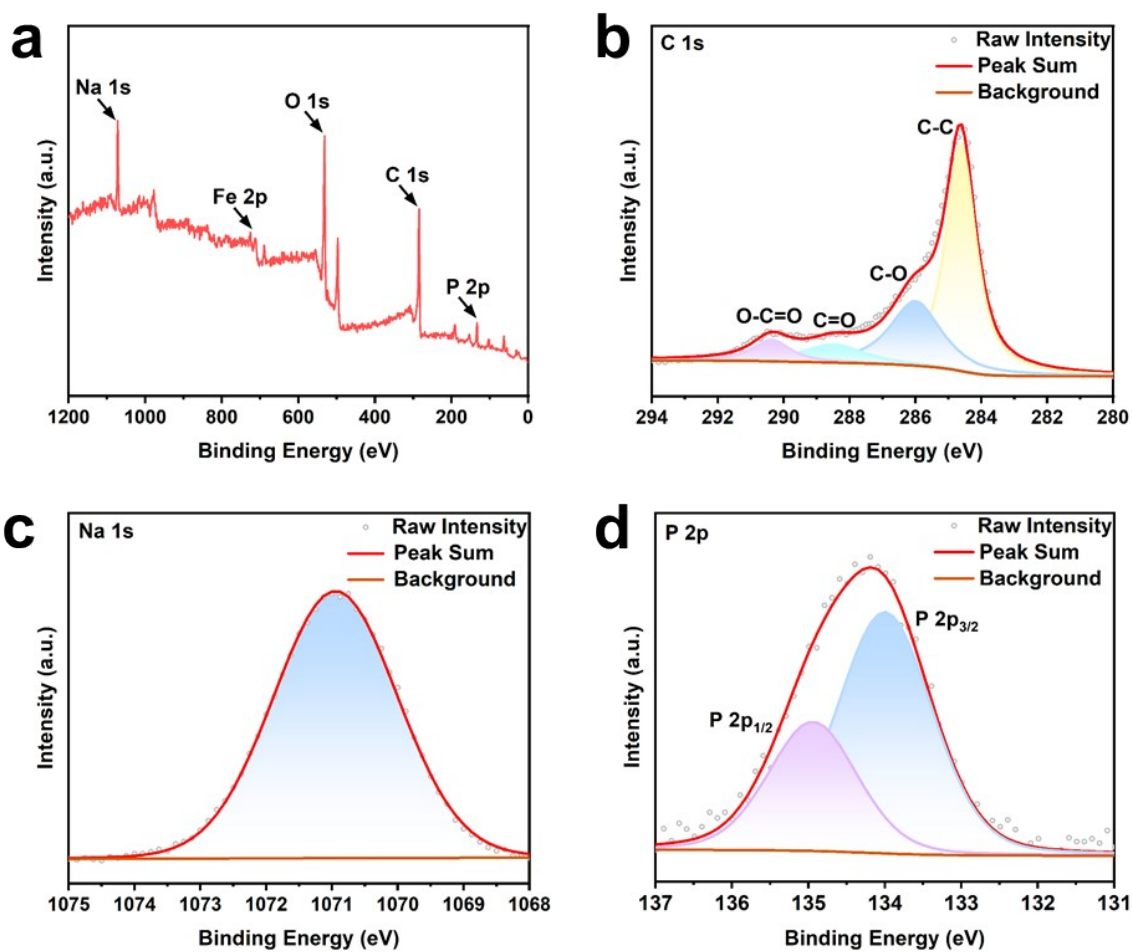 a
Na 1s
O 1s
Fe 2p
C 1s
P 2p
Intensity (a.u.)
1200 1000 800 600 400 200 0
Binding Energy (eV)
b
C 1s
Raw Intensity
Peak Sum
Background
C-C
C-O
O-C=O
C=O
Intensity (a.u.)
294 292 290 288 286 284 282 280
Binding Energy (eV)
c
Na 1s
Raw Intensity
Peak Sum
Background
Intensity (a.u.)
1075 1074 1073 1072 1071 1070 1069 1068
Binding Energy (eV)
d
P 2p
Raw Intensity
Peak Sum
Background
P 2p3/2
P 2p1/2
Intensity (a.u.)
137 136 135 134 133 132 131
Binding Energy (eV)